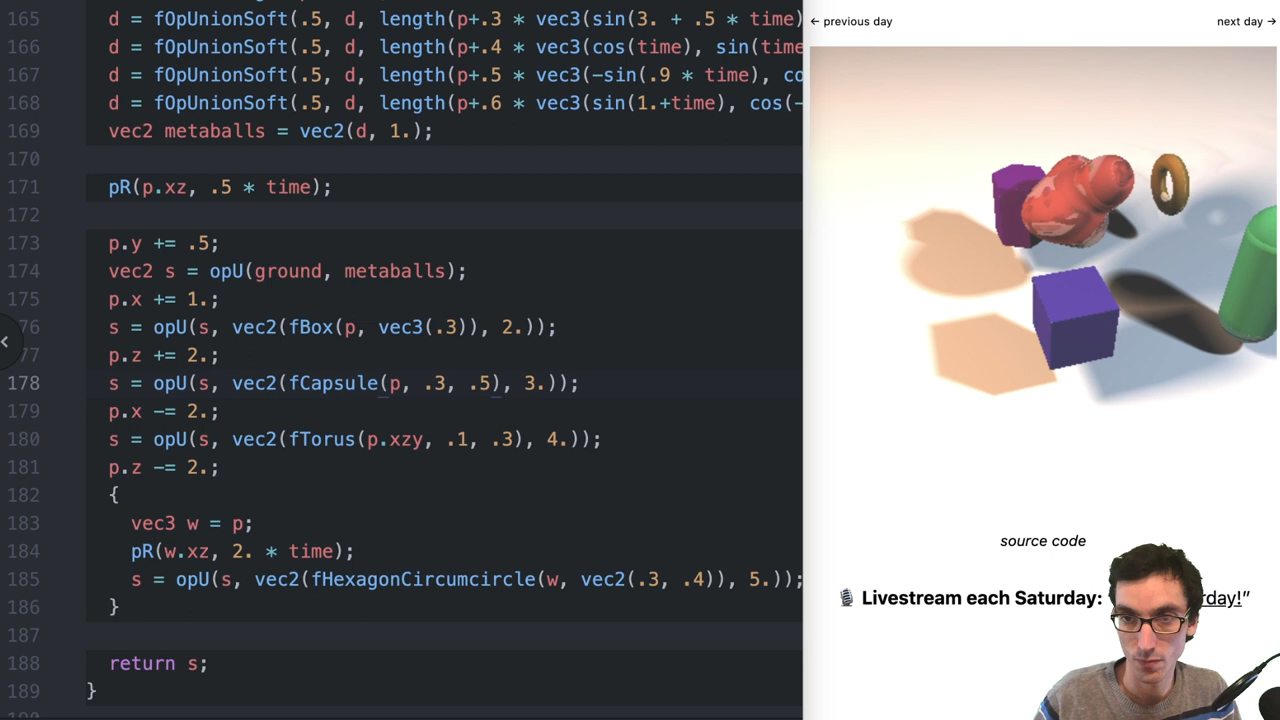 165 d = fOpUnionSoft(.5, d, length(p+.3 * vec3(sin(3. + .5 * time)
166 d = fOpUnionSoft(.5, d, length(p+.4 * vec3(cos(time), sin(time
167 d = fOpUnionSoft(.5, d, length(p+.5 * vec3(-sin(.9 * time), co
168 d = fOpUnionSoft(.5, d, length(p+.6 * vec3(sin(1.+time), cos(-
169 vec2 metaballs = vec2(d, 1.);
170
171 pR(p.xz, .5 * time);
172
173 p.y += .5;
174 vec2 s = opU(ground, metaballs);
175 p.x += 1.;
176 s = opU(s, vec2(fBox(p, vec3(.3)), 2.));
177 p.z += 2.;
178 s = opU(s, vec2(fCapsule(p, .3, .5), 3.));
179 p.x -= 2.;
180 s = opU(s, vec2(fTorus(p.xzy, .1, .3), 4.));
181 p.z -= 2.;
182 {
183 vec3 w = p;
184 pR(w.xz, 2. * time);
185 s = opU(s, vec2(fHexagonCircumcircle(w, vec2(.3, .4)), 5.));
186 }
187
188 return s;
189 }
← previous day
next day →
source code
🎙 Livestream each Saturday: rday!”